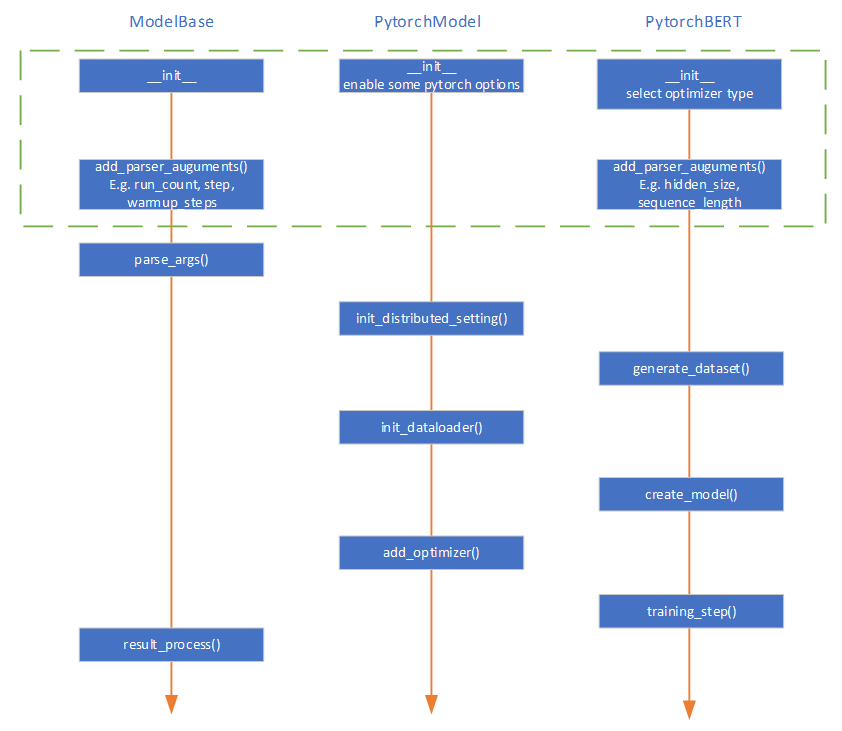 ModelBase
PytorchModel
PytorchBERT
__init__
__init__
enable some pytorch options
__init__
select optimizer type
add_parser_auguments()
E.g. run_count, step,
warmup_steps
add_parser_auguments()
E.g. hidden_size,
sequence_length
parse_args()
init_distributed_setting()
generate_dataset()
init_dataloader()
create_model()
add_optimizer()
training_step()
result_process()